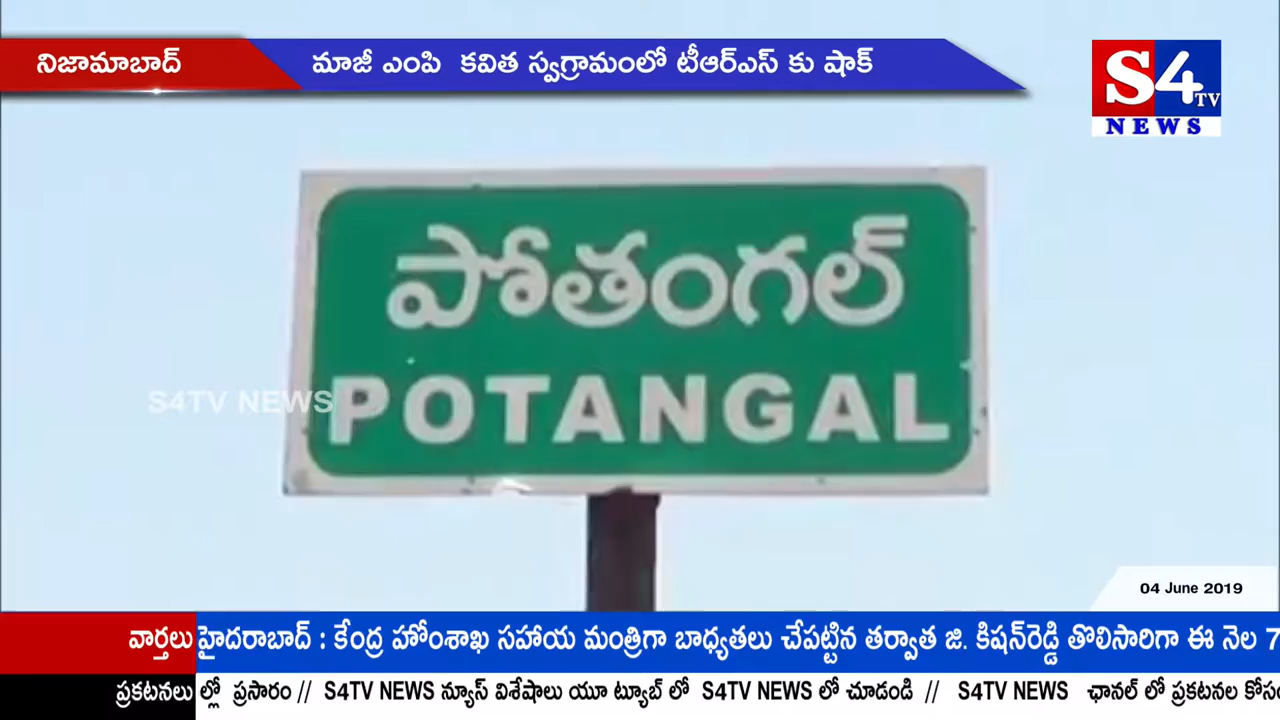 నిజామాబాద్
మాజీ ఎంపి కవిత స్వగ్రామంలో టీఆర్ఎస్ కు షాక్
S4
TV
NEWS
పోతంగల్
S4TV NEWS
POTANGAL
04 June 2019
వార్తలు హైదరాబాద్ : కేంద్ర హోంశాఖ సహాయ మంత్రిగా బాధ్యతలు చేపట్టిన తర్వాత జి. కిషన్‌రెడ్డి తొలిసారిగా ఈ నెల 7
ప్రకటనలు ల్లో ప్రసారం // S4TV NEWS న్యూస్ విశేషాలు యూ ట్యూబ్ లో S4TV NEWS లో చూడండి // S4TV NEWS ఛానల్ లో ప్రకటనల కోసం